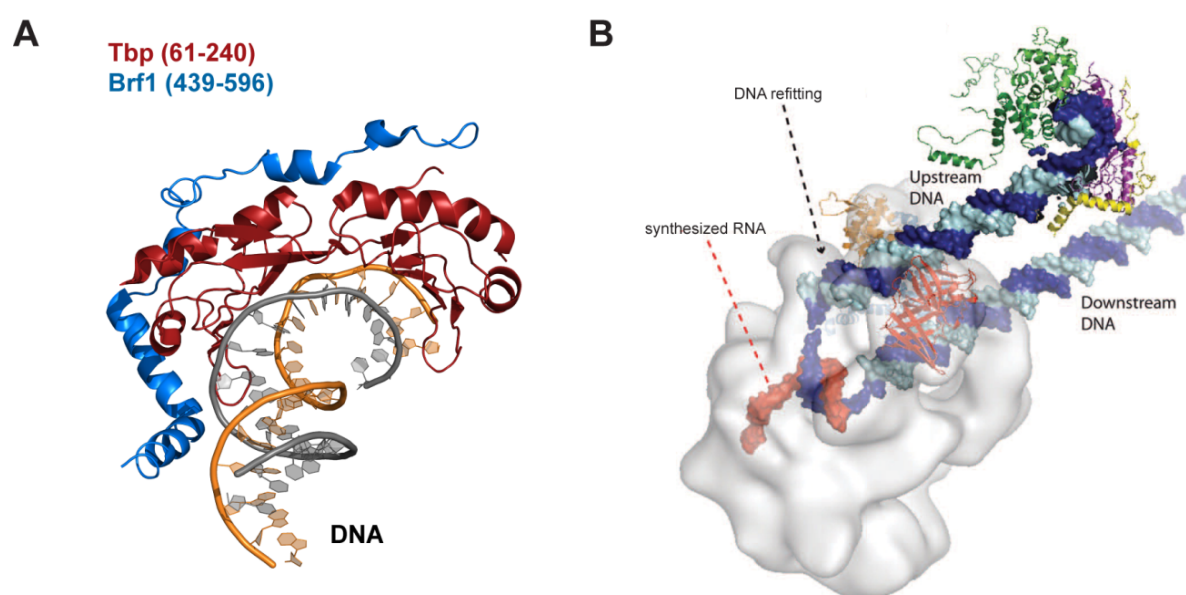 A
Tbp (61-240)
Brf1 (439-596)
DNA
B
DNA refitting
Upstream
DNA
synthesized RNA
Downstream
DNA